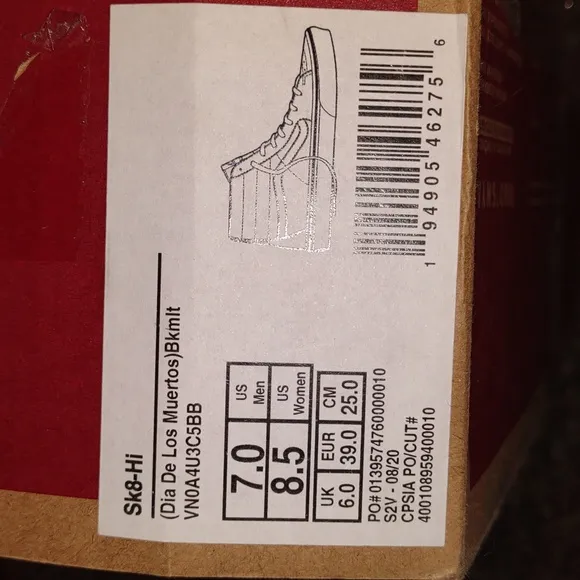 Sk8-Hi
(Dia De Los Muertos)Bkmlt
VN0A4U3C5BB
7.0 US Men
8.5 US Women
UK EUR CM
6.0 39.0 25.0
PO# 0139574760000010
S2V - 08/20
CPSIA PO/CUT#
4001089594000010
1 94905 46275 6